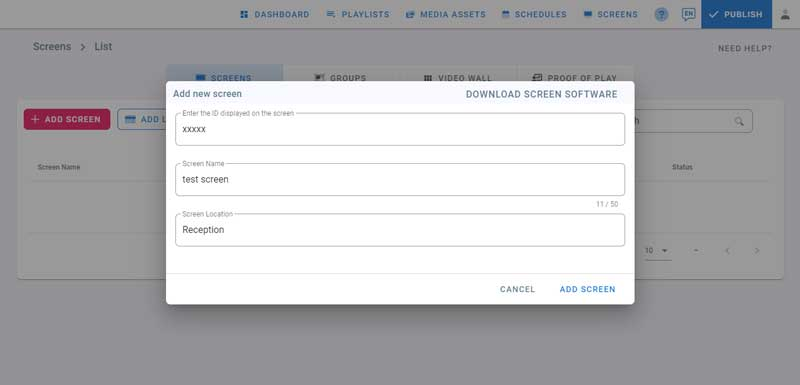 DASHBOARD PLAYLISTS MEDIA ASSETS SCHEDULES SCREENS ? EN PUBLISH
Screens > List
NEED HELP?
SCREENS GROUPS VIDEO WALL PROOF OF PLAY
Add new screen
DOWNLOAD SCREEN SOFTWARE
+ ADD SCREEN
ADD L
Enter the ID displayed on the screen
xxxxx
h
Screen Name
Status
Screen Name
test screen
11 / 50
Screen Location
Reception
10
-
CANCEL
ADD SCREEN